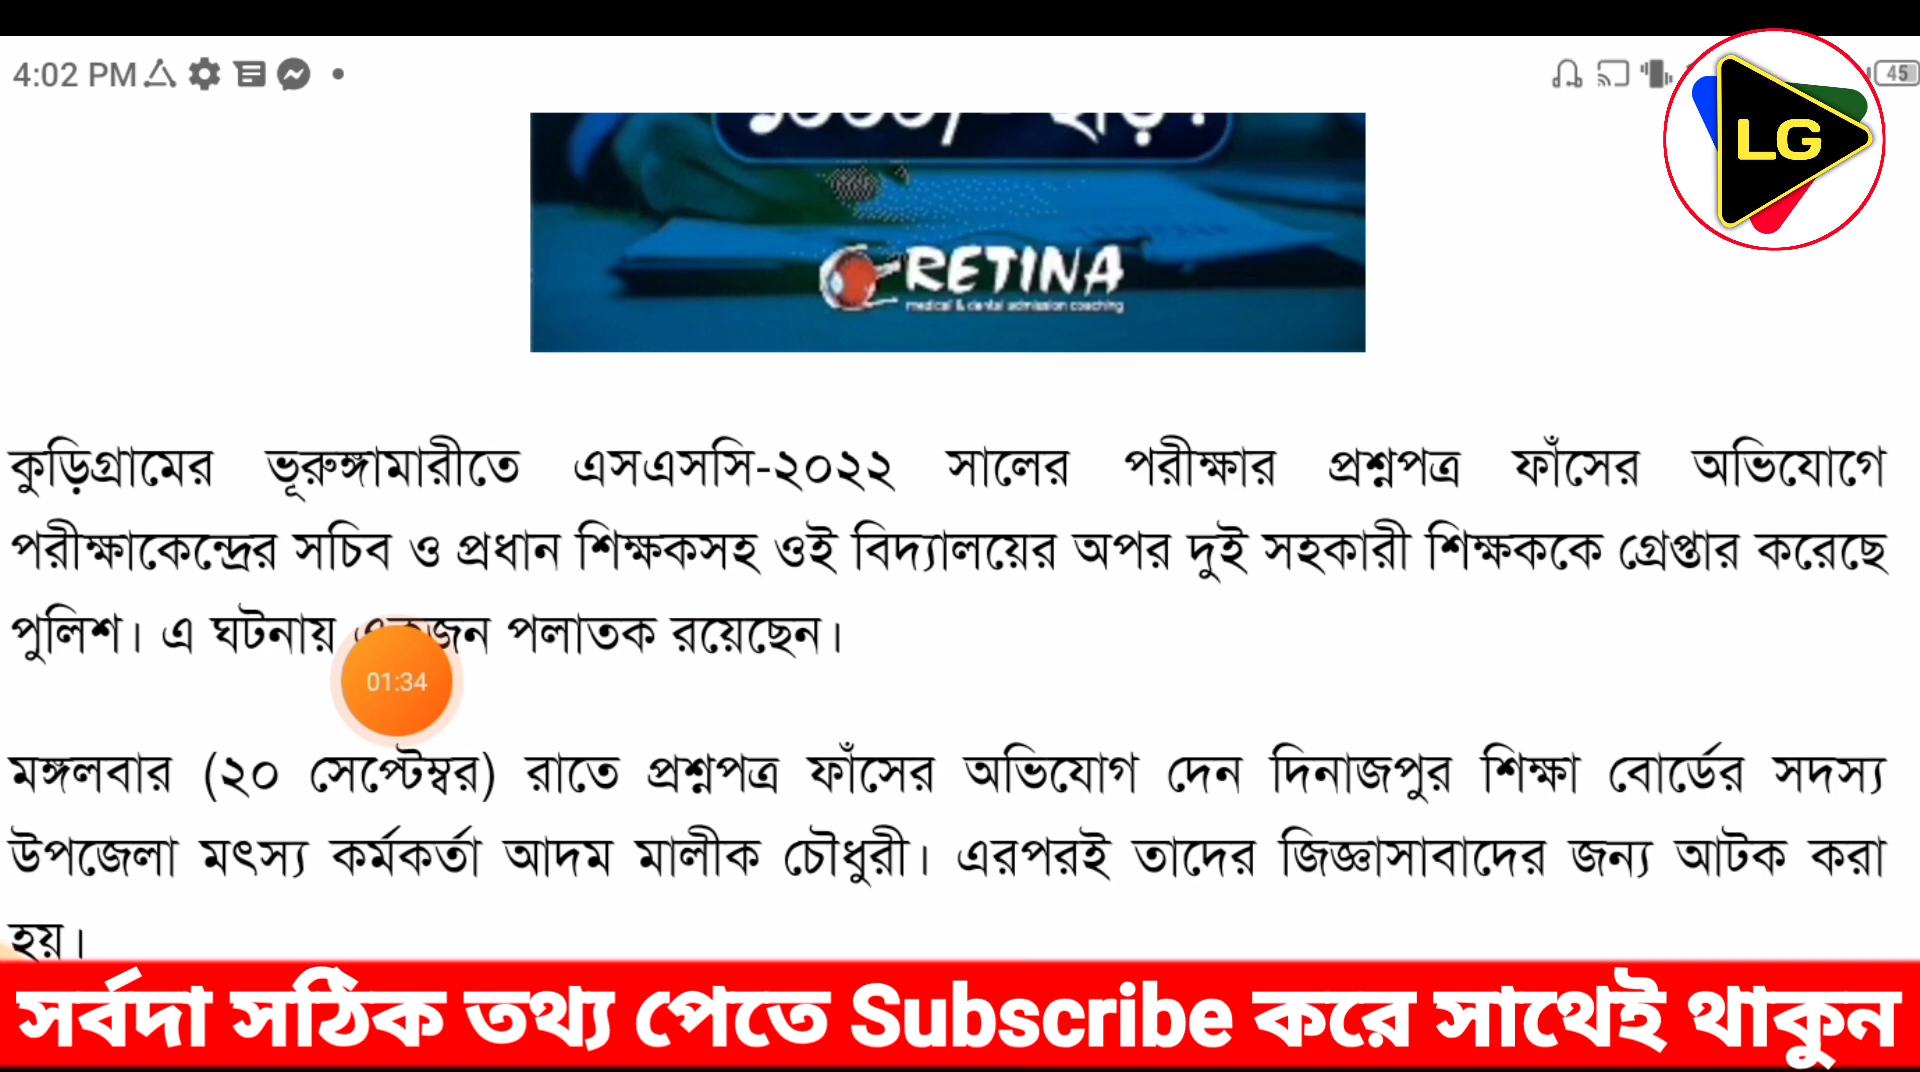 4:02 PM
45
LG
RETINA
medical & dental admission coaching
কুড়িগ্রামের ভূরুঙ্গামারীতে এসএসসি-২০২২ সালের পরীক্ষার প্রশ্নপত্র ফাঁসের অভিযোগে
পরীক্ষাকেন্দ্রের সচিব ও প্রধান শিক্ষকসহ ওই বিদ্যালয়ের অপর দুই সহকারী শিক্ষককে গ্রেপ্তার করেছে
পুলিশ। এ ঘটনায় একজন পলাতক রয়েছেন।
01:34
মঙ্গলবার (২০ সেপ্টেম্বর) রাতে প্রশ্নপত্র ফাঁসের অভিযোগ দেন দিনাজপুর শিক্ষা বোর্ডের সদস্য
উপজেলা মৎস্য কর্মকর্তা আদম মালীক চৌধুরী। এরপরই তাদের জিজ্ঞাসাবাদের জন্য আটক করা
হয়।
সর্বদা সঠিক তথ্য পেতে Subscribe করে সাথেই থাকুন